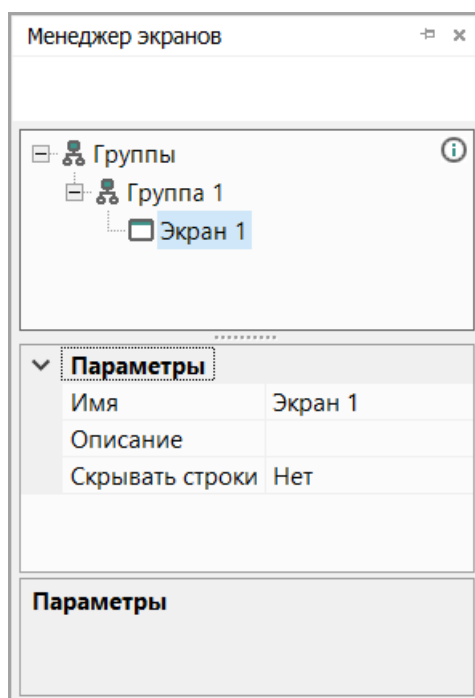 Менеджер экранов
Группы
Группа 1
Экран 1
Параметры
Имя Экран 1
Описание
Скрывать строки Нет
Параметры